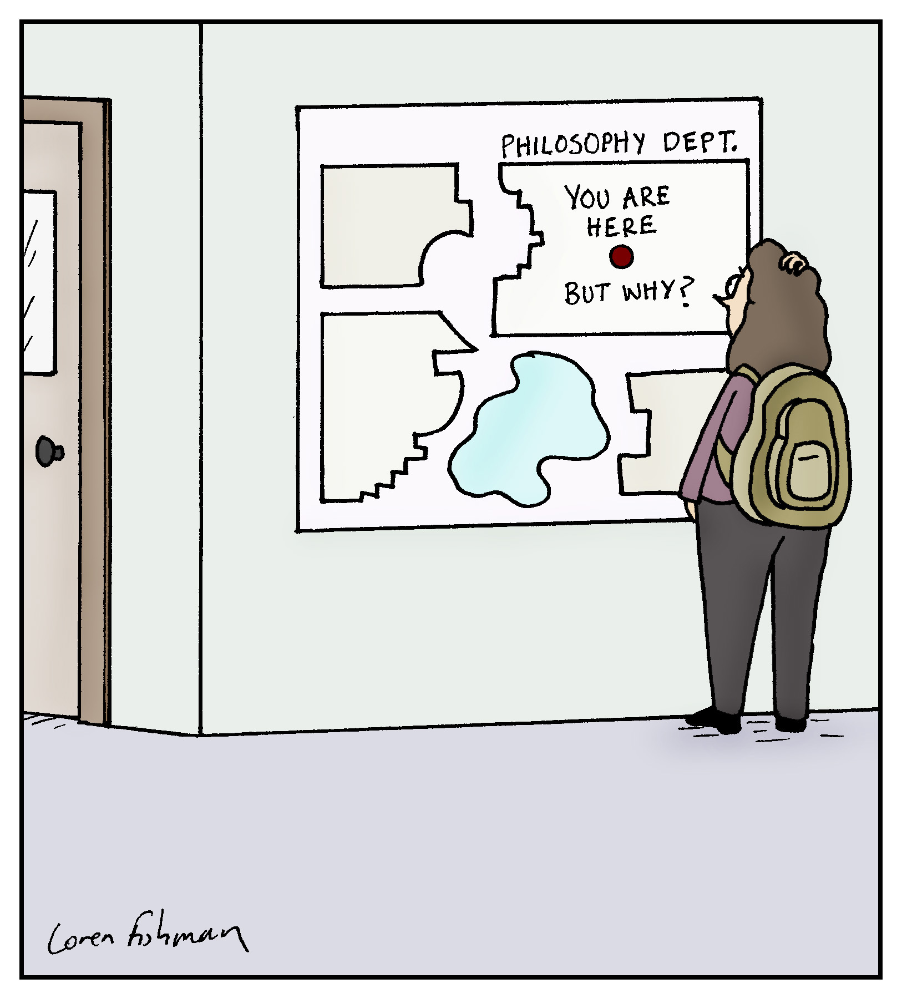 PHILOSOPHY DEPT.
YOU ARE
HERE
BUT WHY?
Loren Fishman